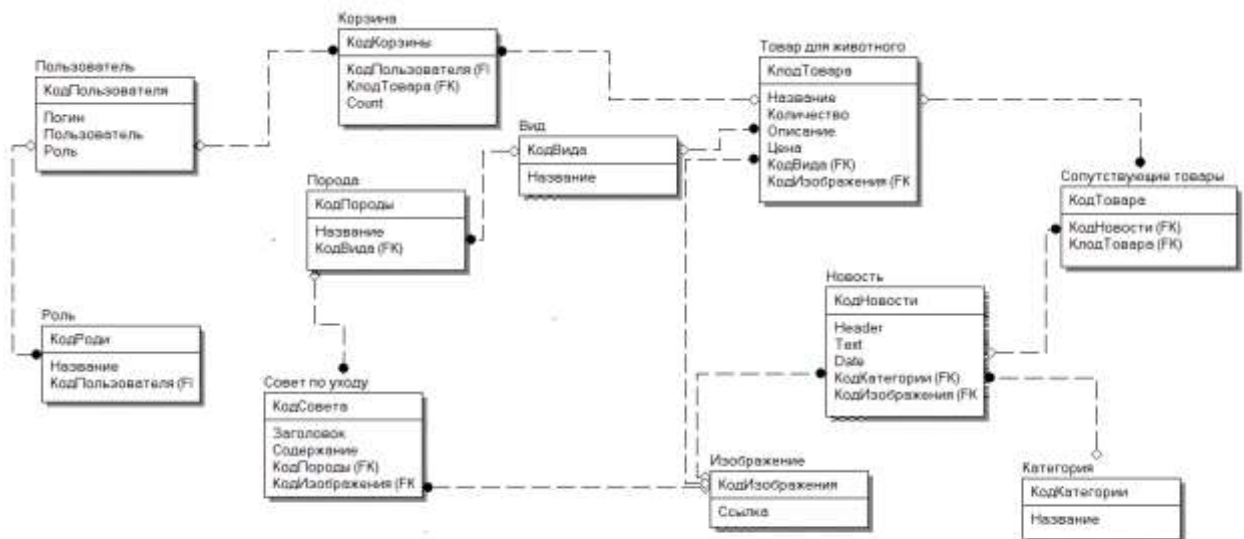 Корзина
КодКорзины
КодПользователя (FI
КлодТовара (FK)
Count
Товар для животного
КлодТовара
Название
Количество
Описание
Цена
КодВида (FK)
КодИзображения (FK
Пользователь
КодПользователя
Логин
Пользователь
Роль
Вид
КодВида
Название
Порода
КодПороды
Название
КодВида (FK)
Сопутствующие товары
КодТовара
КодНовости (FK)
КлодТовара (FK)
Новость
КодНовости
Header
Text
Date
КодКатегории (FK)
КодИзображения (FK
Роль
КодРоди
Название
КодПользователя (FI
Совет по уходу
КодСовета
Заголовок
Содержание
КодПороды (FK)
КодИзображения (FK
Изображение
КодИзображения
Ссылка
Категория
КодКатегории
Название